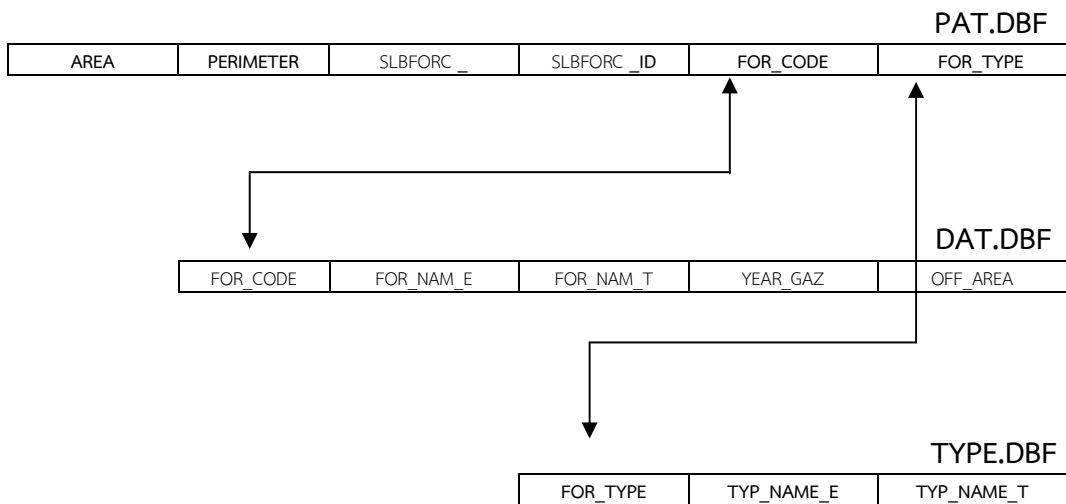 PAT.DBF
AREA PERIMETER SLBFORC _ SLBFORC _ID FOR_CODE FOR_TYPE
DAT.DBF
FOR_CODE FOR_NAM_E FOR_NAM_T YEAR_GAZ OFF_AREA
TYPE.DBF
FOR_TYPE TYP_NAME_E TYP_NAME_T